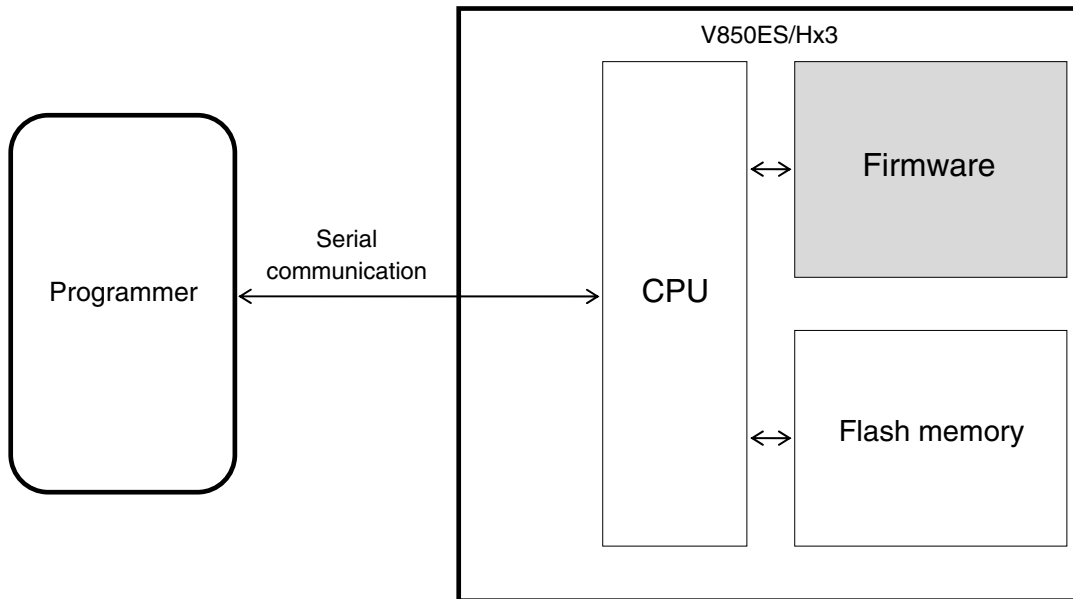 V850ES/Hx3
Firmware
Serial
communication
Programmer
CPU
Flash memory